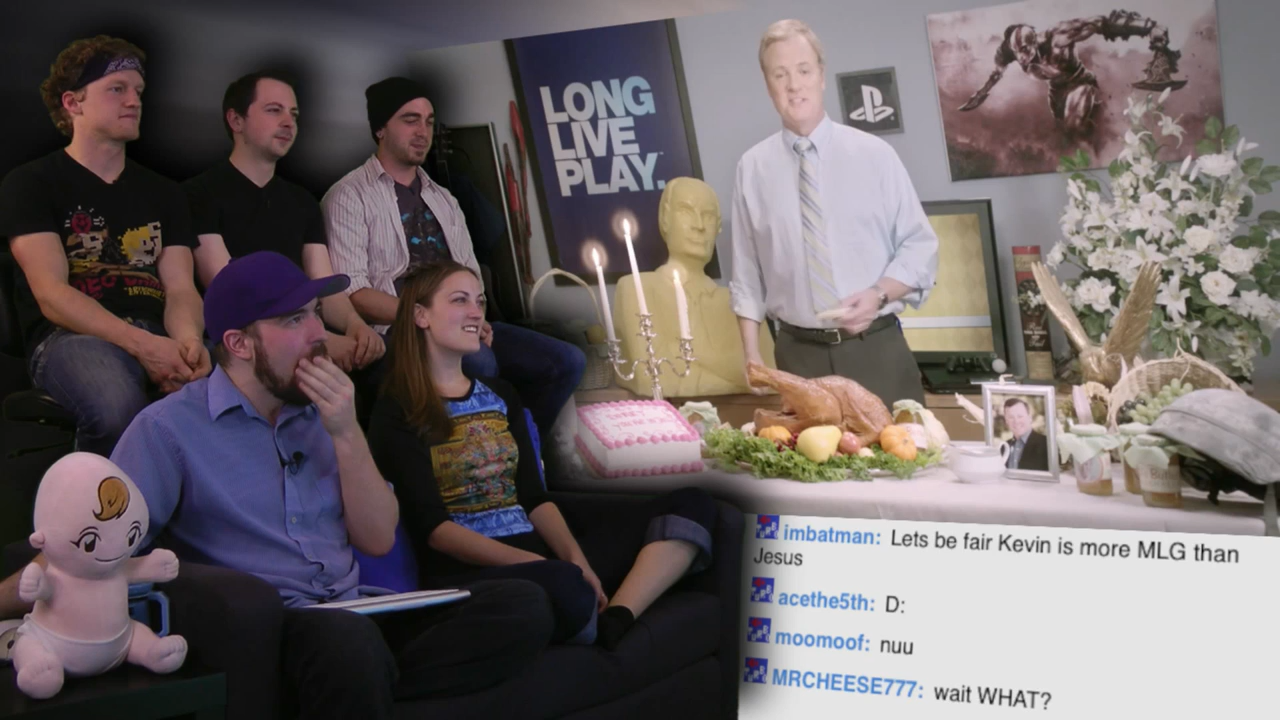 LONG
LIVE
PLAY.
imbatman: Lets be fair Kevin is more MLG than
Jesus
acethe5th: D:
moomoof: nuu
MRCHEESE777: wait WHAT?